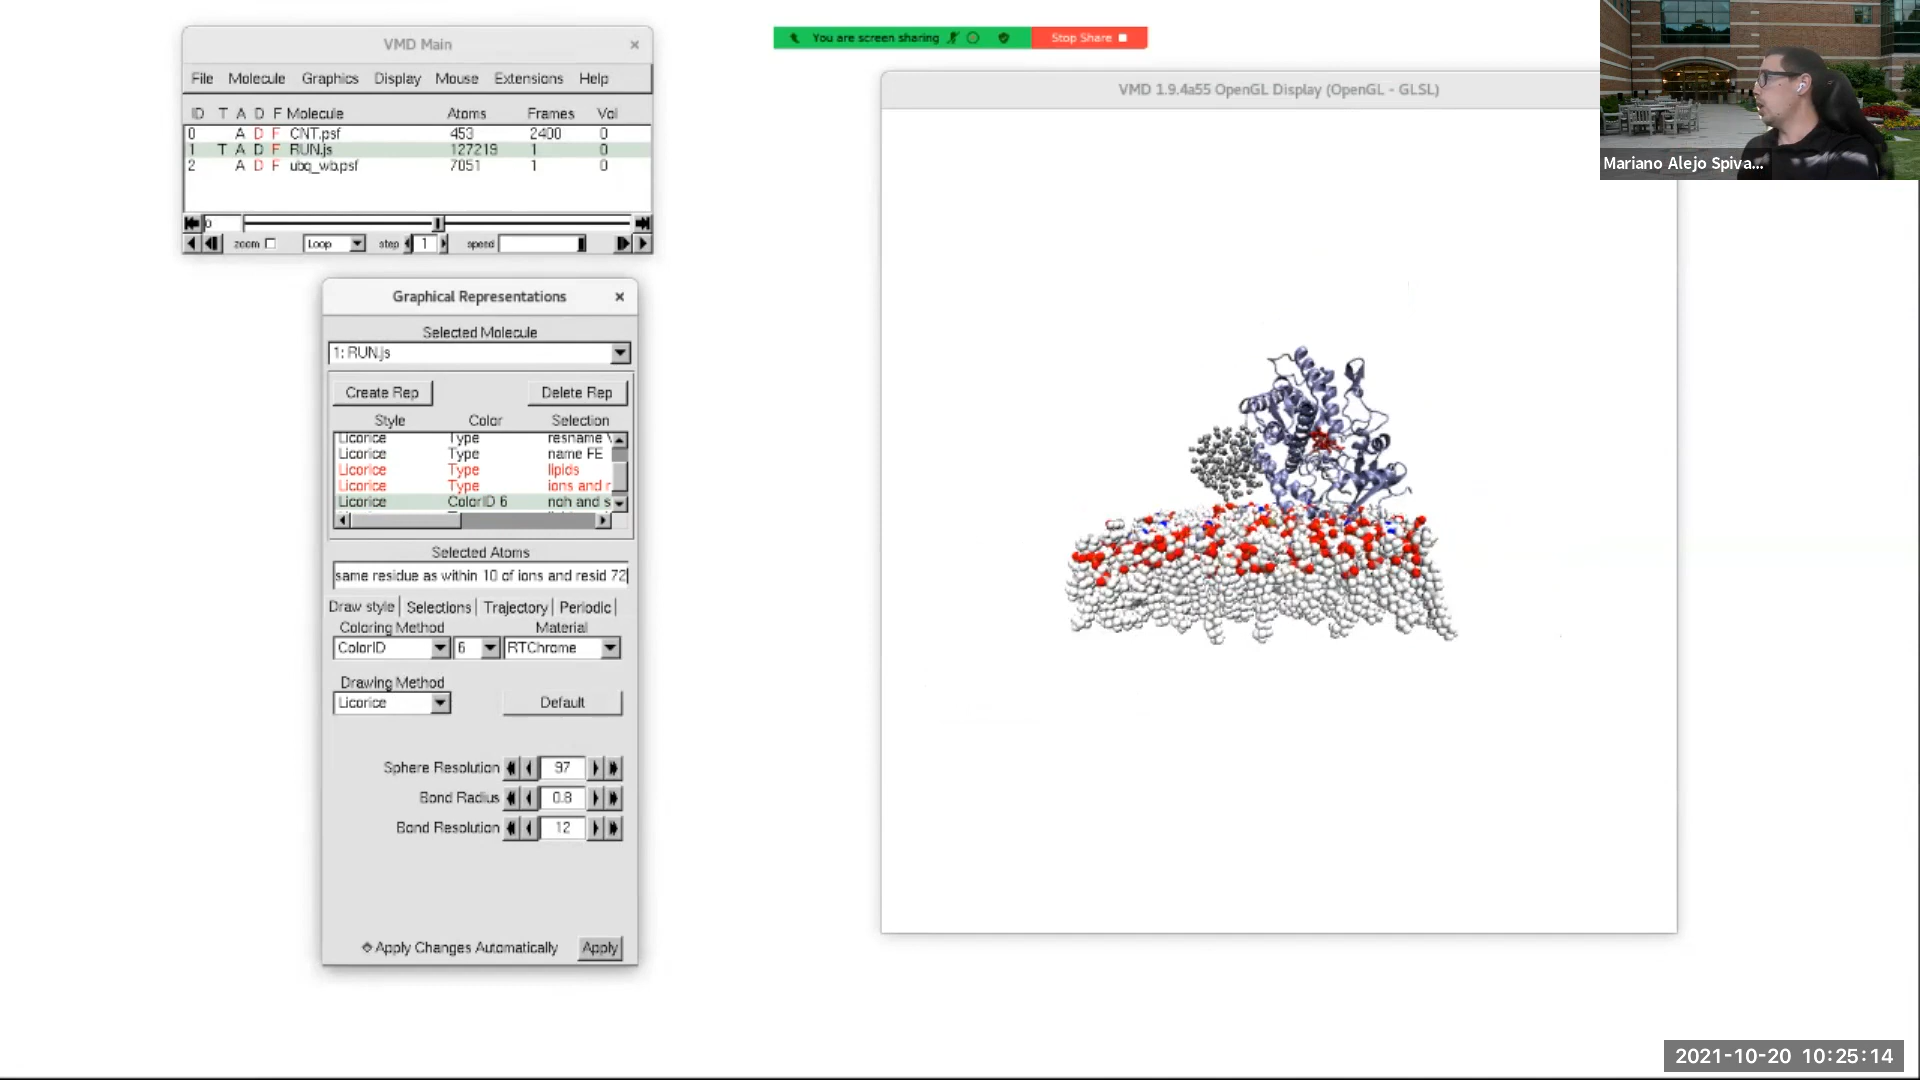 VMD Main
File Molecule Graphics Display Mouse Extensions Help
ID T A D F Molecule Atoms Frames Vol
0 A D F CNT.psf 453 2400 0
1 T A D F RUN.js 127219 1 0
2 A D F ubq_wb.psf 7051 1 0
0
zoom Loop step 1 speed
Graphical Representations
Selected Molecule
1: RUN.js
Create Rep Delete Rep
Style Color Selection
Licorice Type resname
Licorice Type name FE
Licorice Type lipids
Licorice Type ions and r
Licorice ColorID 6 noh and s
Selected Atoms
same residue as within 10 of ions and resid 72
Draw style Selections Trajectory Periodic
Coloring Method Material
ColorID 6 RTChrome
Drawing Method
Licorice Default
Sphere Resolution 97
Bond Radius 0.8
Bond Resolution 12
Apply Changes Automatically Apply
You are screen sharing Stop Share
VMD 1.9.4a55 OpenGL Display (OpenGL - GLSL)
Mariano Alejo Spiva...
2021-10-20 10:25:14